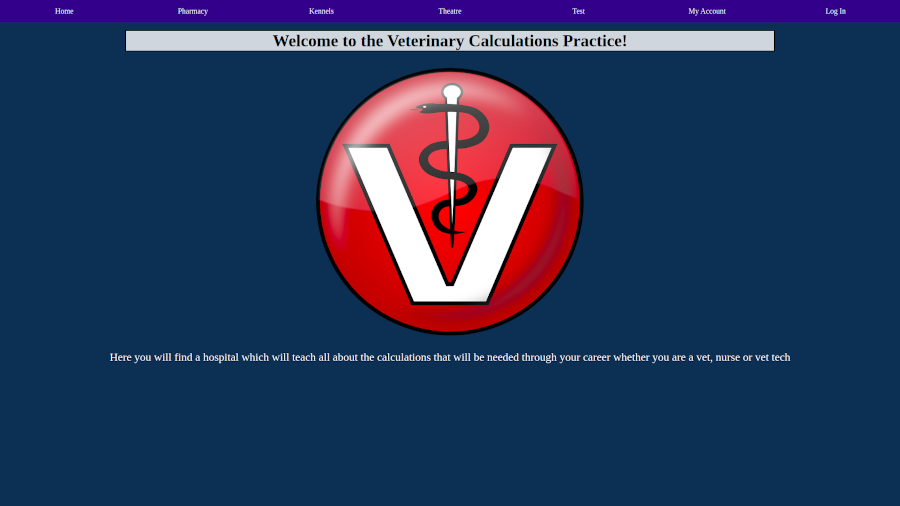 Home Pharmacy Kennels Theatre Test My Account Log In
Welcome to the Veterinary Calculations Practice!
V
Here you will find a hospital which will teach all about the calculations that will be needed through your career whether you are a vet, nurse or vet tech